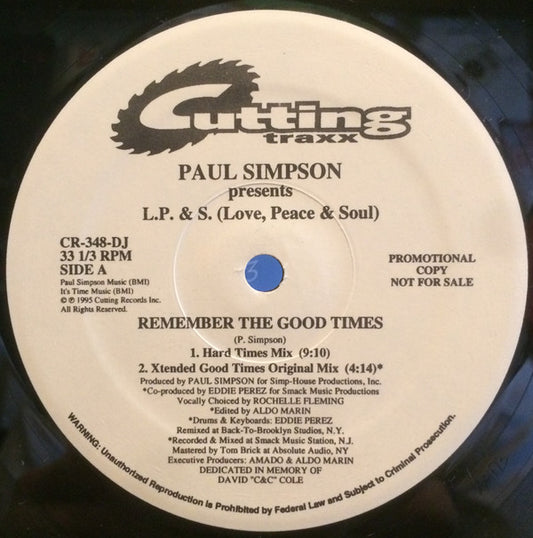 Cutting
traxx
PAUL SIMPSON
presents
L.P. & S. (Love, Peace & Soul)
CR-348-DJ
33 1/3 RPM
SIDE A
Paul Simpson Music (BMI)
It's Time Music (BMI)
© ℗ 1995 Cutting Records Inc.
All Rights Reserved.
3
PROMOTIONAL
COPY
NOT FOR SALE
REMEMBER THE GOOD TIMES
(P. Simpson)
1. Hard Times Mix (9:10)
2. Xtended Good Times Original Mix (4:14)*
Produced by PAUL SIMPSON for Simp-House Productions, Inc.
*Co-produced by EDDIE PEREZ for Smack Music Productions
Vocally Choiced by ROCHELLE FLEMING
*Edited by ALDO MARIN
*Drums & Keyboards: EDDIE PEREZ
Remixed at Back-To-Brooklyn Studios, N.Y.
*Recorded & Mixed at Smack Music Station, N.J.
Mastered by Tom Brick at Absolute Audio, NY
Executive Producers: AMADO & ALDO MARIN
DEDICATED IN MEMORY OF
DAVID "C&C" COLE
WARNING: Unauthorized Reproduction is Prohibited by Federal Law and Subject to Criminal Prosecution.